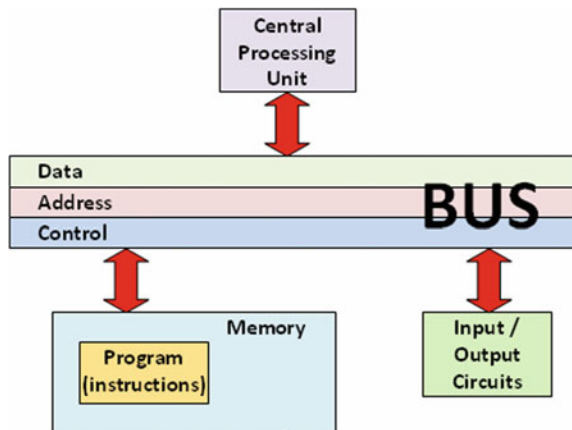 Central
Processing
Unit
Data
Address
Control
BUS
Memory
Program
(instructions)
Input /
Output
Circuits